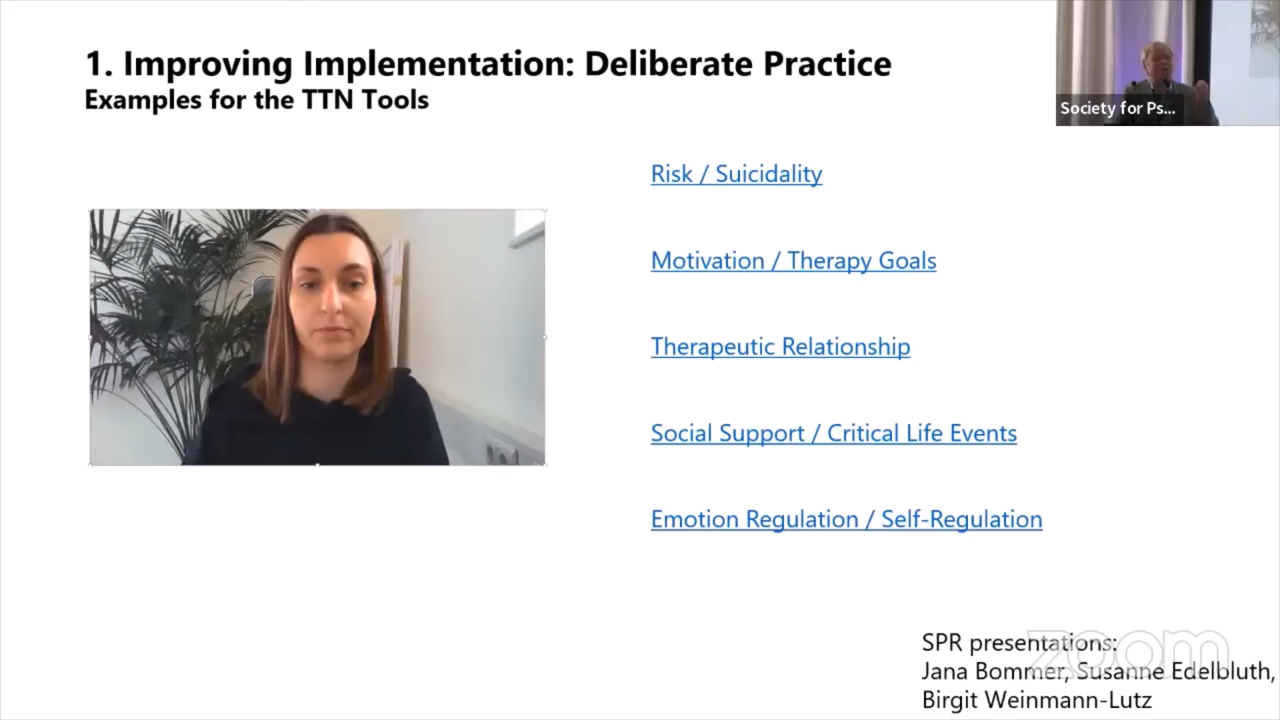 1. Improving Implementation: Deliberate Practice
Examples for the TTN Tools
Society for Ps...
Risk / Suicidality
Motivation / Therapy Goals
Therapeutic Relationship
Social Support / Critical Life Events
Emotion Regulation / Self-Regulation
SPR presentations:
Jana Bommer, Susanne Edelbluth,
Birgit Weinmann-Lutz
zoom